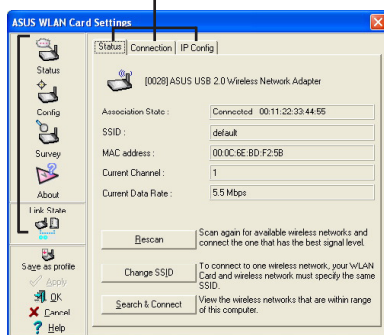 ASUS WLAN Card Settings
Status
Config
Survey
About
Link State
Save as profile
Apply
OK
Cancel
Help
Status Connection IP Config
[0028] ASUS USB 2.0 Wireless Network Adapter
Association State : Connected 00:11:22:33:44:55
SSID : default
MAC address : 00:0C:6E:BD:F2:5B
Current Channel : 1
Current Data Rate : 5.5 Mbps
Rescan
Scan again for available wireless networks and
connect the one that has the best signal level.
Change SSID
To connect to one wireless network, your WLAN
Card and wireless network must specify the same
SSID.
Search & Connect
View the wireless networks that are within range
of this computer.